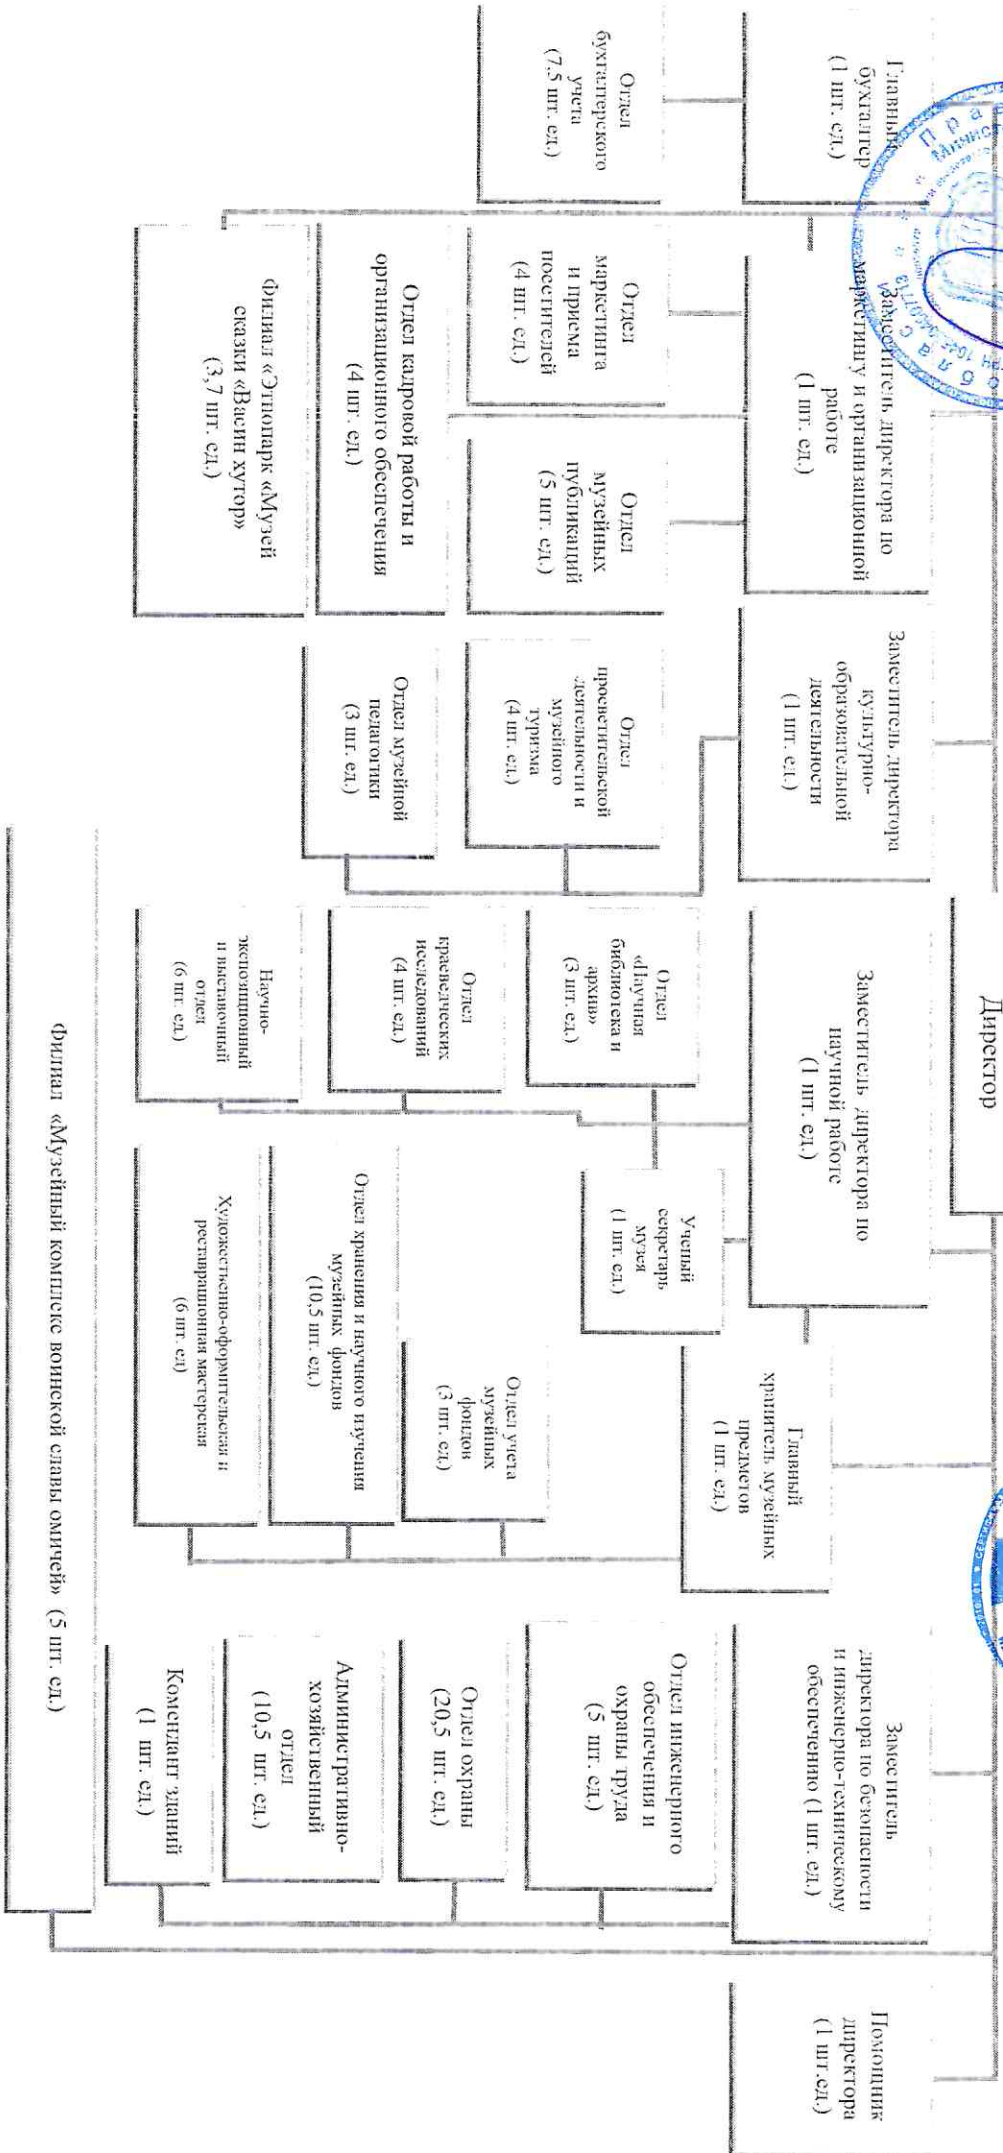 Директор
Главный
бухгалтер
(1 шт. ед.)
Заместитель директора по
маркетингу и организационной
работе
(1 шт. ед.)
Заместитель директора
культурно-
образовательной
деятельности
(1 шт. ед.)
Заместитель директора по
научной работе
(1 шт. ед.)
Главный
хранитель музейных
предметов
(1 шт. ед.)
Заместитель
директора по безопасности
и инженерно-техническому
обеспечению (1 шт. ед.)
Помощник
директора
(1 шт.ед.)
Отдел
бухгалтерского
учета
(7,5 шт. ед.)
Отдел
маркетинга
и приема
посетителей
(4 шт. ед.)
Отдел
музейных
публикаций
(5 шт. ед.)
Отдел кадровой работы и
организационного обеспечения
(4 шт. ед.)
Филиал «Этнопарк «Музей
сказки «Васин хутор»
(3,7 шт. ед.)
Отдел
просветительской
деятельности и
музейного
туризма
(4 шт. ед.)
Отдел музейной
педагогики
(3 шт. ед.)
Ученый
секретарь
музея
(1 шт. ед.)
Отдел
«Научная
библиотека и
архив»
(3 шт. ед.)
Отдел
краеведческих
исследований
(4 шт. ед.)
Научно-
экспозиционный
и выставочный
отдел
(6 шт. ед.)
Отдел учета
музейных
фондов
(3 шт. ед.)
Отдел хранения и научного изучения
музейных фондов
(10,5 шт. ед.)
Художественно-оформительская и
реставрационная мастерская
(6 шт. ед)
Отдел инженерного
обеспечения и
охраны труда
(5 шт. ед.)
Отдел охраны
(20,5 шт. ед.)
Административно-
хозяйственный
отдел
(10,5 шт. ед.)
Комендант зданий
(1 шт. ед.)
Филиал «Музейный комплекс воинской славы омичей» (5 шт. ед.)